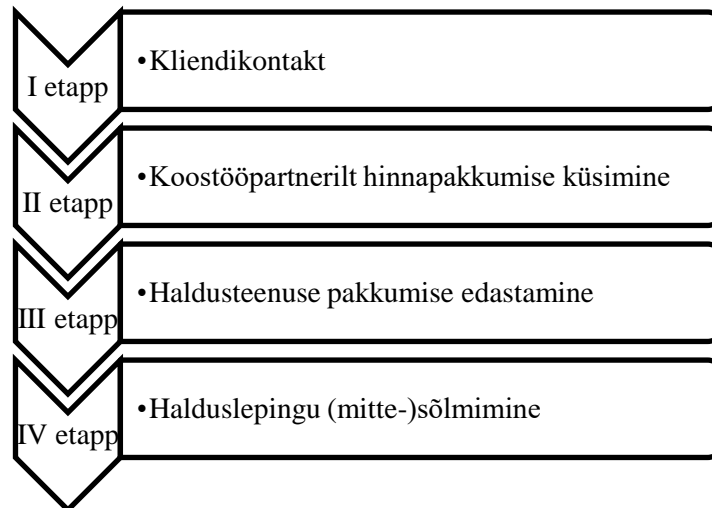 I etapp
•Kliendikontakt
II etapp
•Koostööpartnerilt hinnapakkumise küsimine
III etapp
•Haldusteenuse pakkumise edastamine
IV etapp
•Halduslepingu (mitte-)sõlmimine